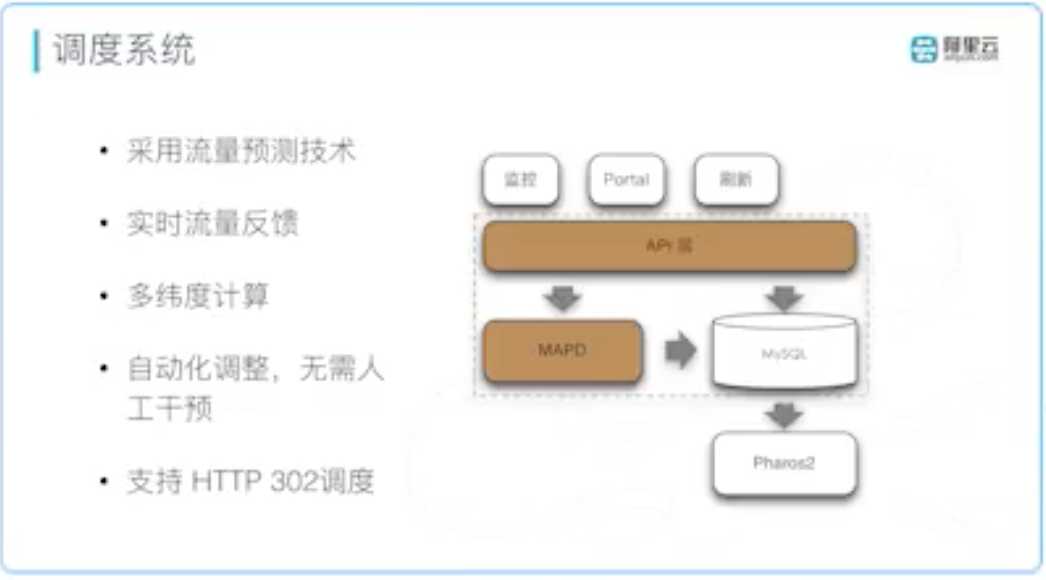 调度系统
阿里云
aliyun.com
• 采用流量预测技术
• 实时流量反馈
• 多纬度计算
• 自动化调整，无需人
工干预
• 支持 HTTP 302调度
监控
Portal
刷新
API 层
MAPD
MySQL
Pharos2